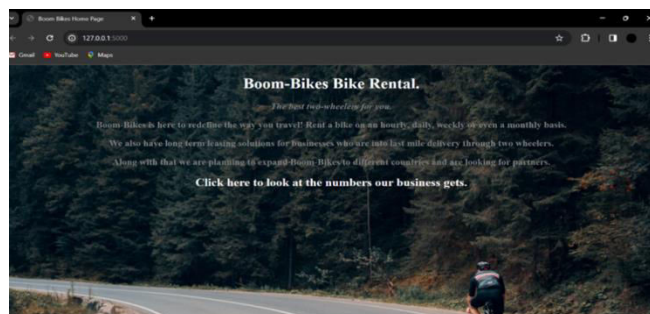 Boom Bikes Home Page
127.0.0.1:5000
Gmail YouTube Maps
Boom-Bikes Bike Rental.
The best two-wheelers for you.
Boom-Bikes is here to redefine the way you travel! Rent a bike on an hourly, daily, weekly or even a monthly basis.
We also have long term leasing solutions for businesses who are into last mile delivery through two wheelers.
Along with that we are planning to expand Boom-Bikes to different countries and are looking for partners.
Click here to look at the numbers our business gets.